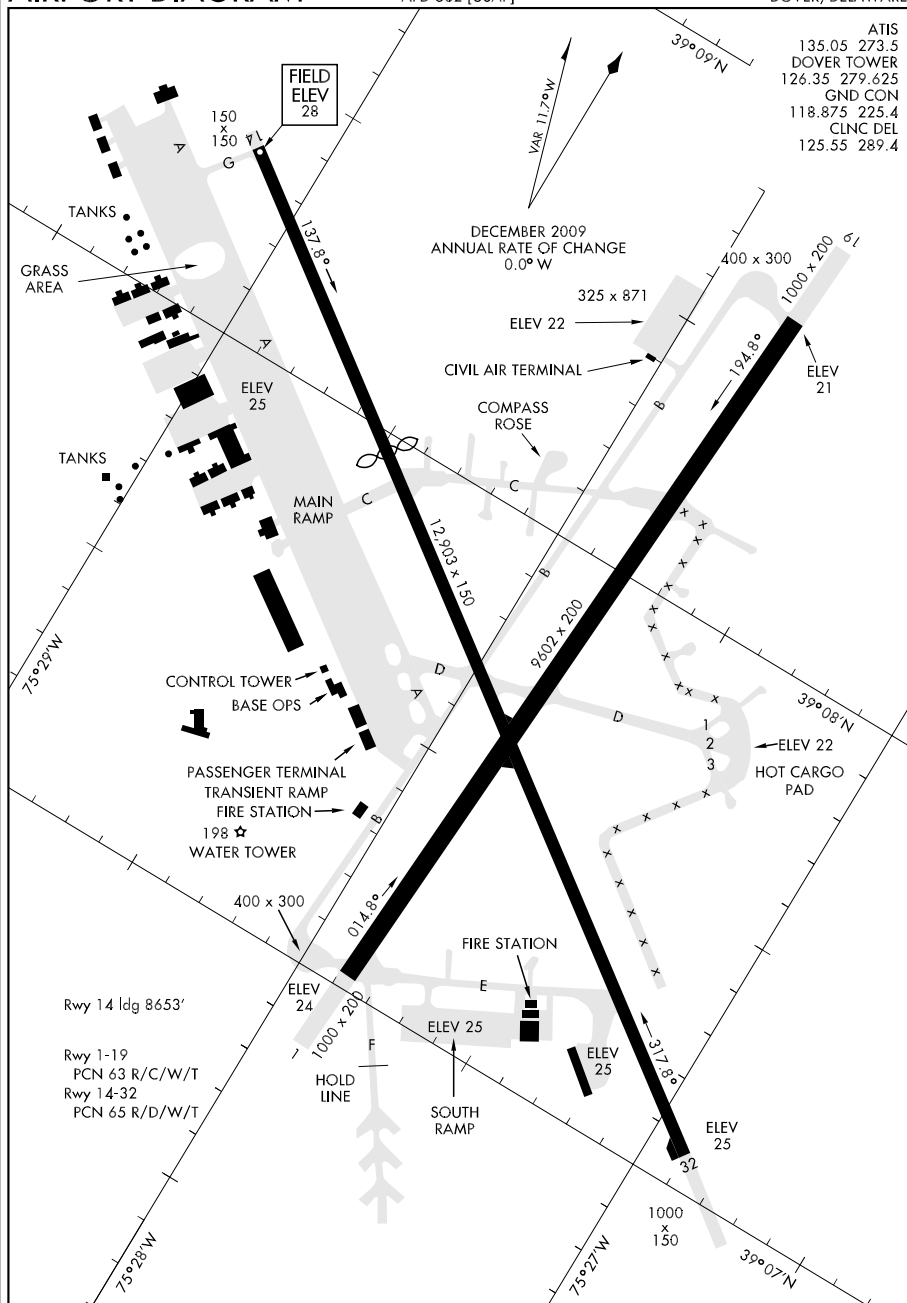 ATIS
135.05 273.5
DOVER TOWER
126.35 279.625
GND CON
118.875 225.4
CLNC DEL
125.55 289.4
39°09'N
VAR 11.7°W
FIELD
ELEV
28
150
x
150
14
A
G
TANKS
137.8°
DECEMBER 2009
ANNUAL RATE OF CHANGE
0.0° W
GRASS
AREA
400 x 300
1000 x 200
19
325 x 871
ELEV 22
CIVIL AIR TERMINAL
194.8°
ELEV
21
A
ELEV
25
B
COMPASS
ROSE
TANKS
C
C
MAIN
RAMP
12,903 x 150
B
9602 x 200
75°29'W
D
A
CONTROL TOWER
BASE OPS
D
39°08'N
1
2
3
ELEV 22
HOT CARGO
PAD
PASSENGER TERMINAL
TRANSIENT RAMP
FIRE STATION
B
198
WATER TOWER
400 x 300
014.8°
FIRE STATION
E
ELEV
24
1000 x 200
1
Rwy 14 ldg 8653'
ELEV 25
F
HOLD
LINE
Rwy 1-19
PCN 63 R/C/W/T
Rwy 14-32
PCN 65 R/D/W/T
ELEV
25
317.8°
SOUTH
RAMP
ELEV
25
32
1000
x
150
75°28'W
75°27'W
39°07'N